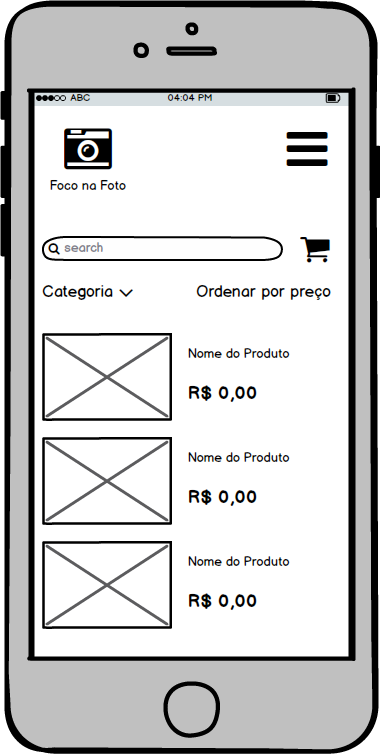 ABC 04:04 PM
Foco na Foto
search
Categoria Ordenar por preço
Nome do Produto
R$ 0,00
Nome do Produto
R$ 0,00
Nome do Produto
R$ 0,00